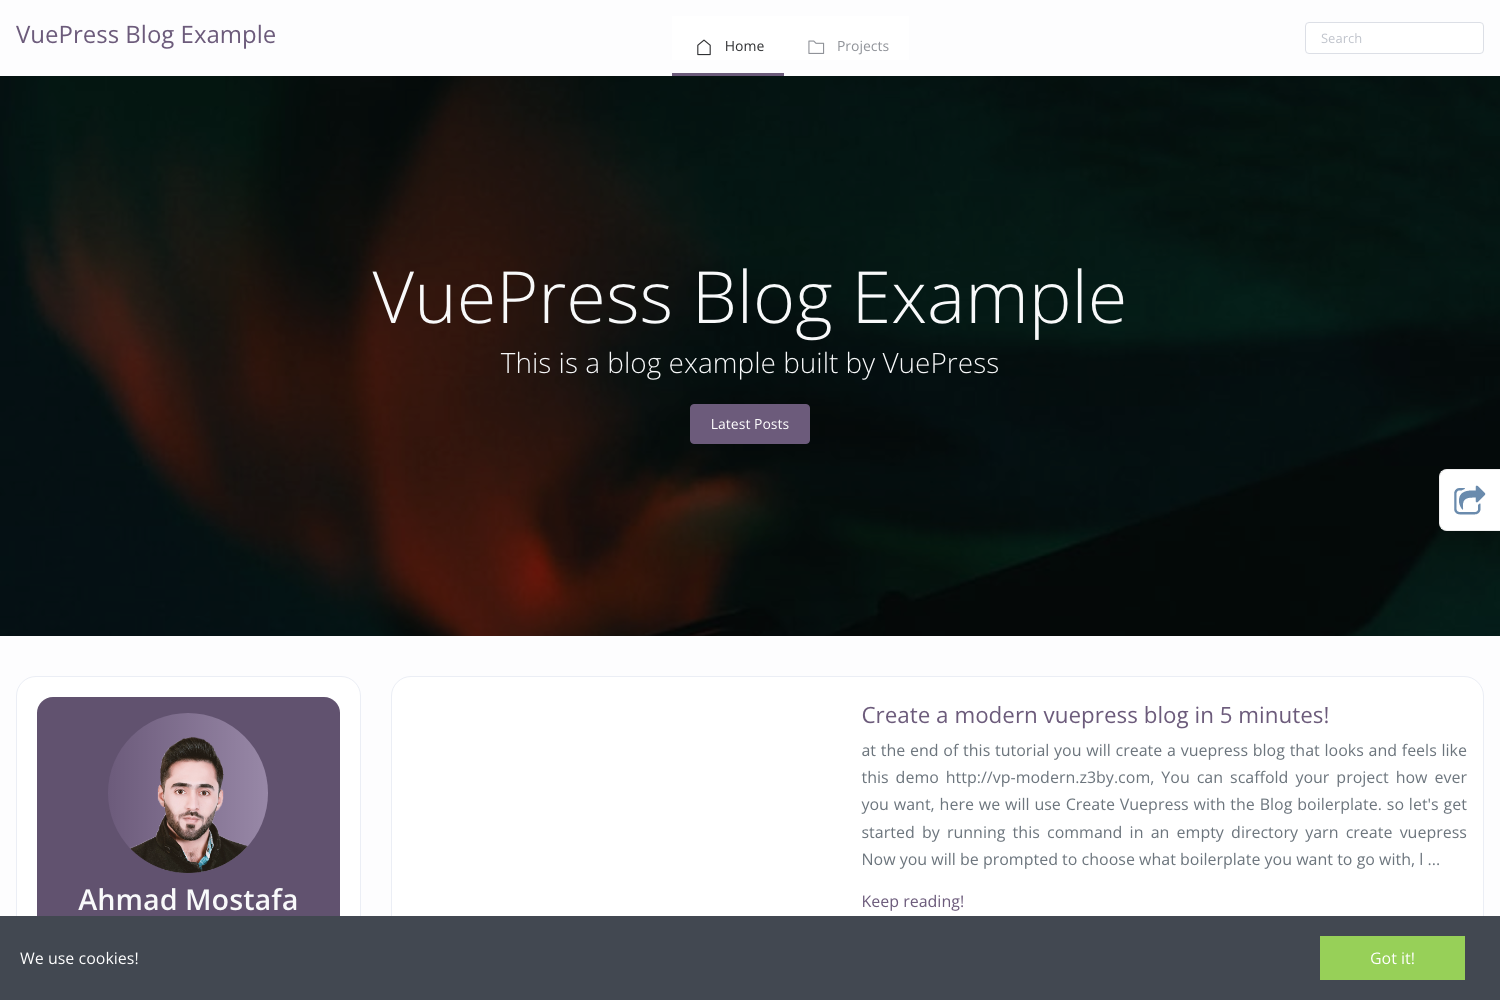 VuePress Blog Example
Home
Projects
Search
VuePress Blog Example
This is a blog example built by VuePress
Latest Posts
Ahmad Mostafa
Create a modern vuepress blog in 5 minutes!
at the end of this tutorial you will create a vuepress blog that looks and feels like
this demo http://vp-modern.z3by.com, You can scaffold your project how ever
you want, here we will use Create Vuepress with the Blog boilerplate. so let's get
started by running this command in an empty directory yarn create vuepress
Now you will be prompted to choose what boilerplate you want to go with, l ...
Keep reading!
We use cookies!
Got it!